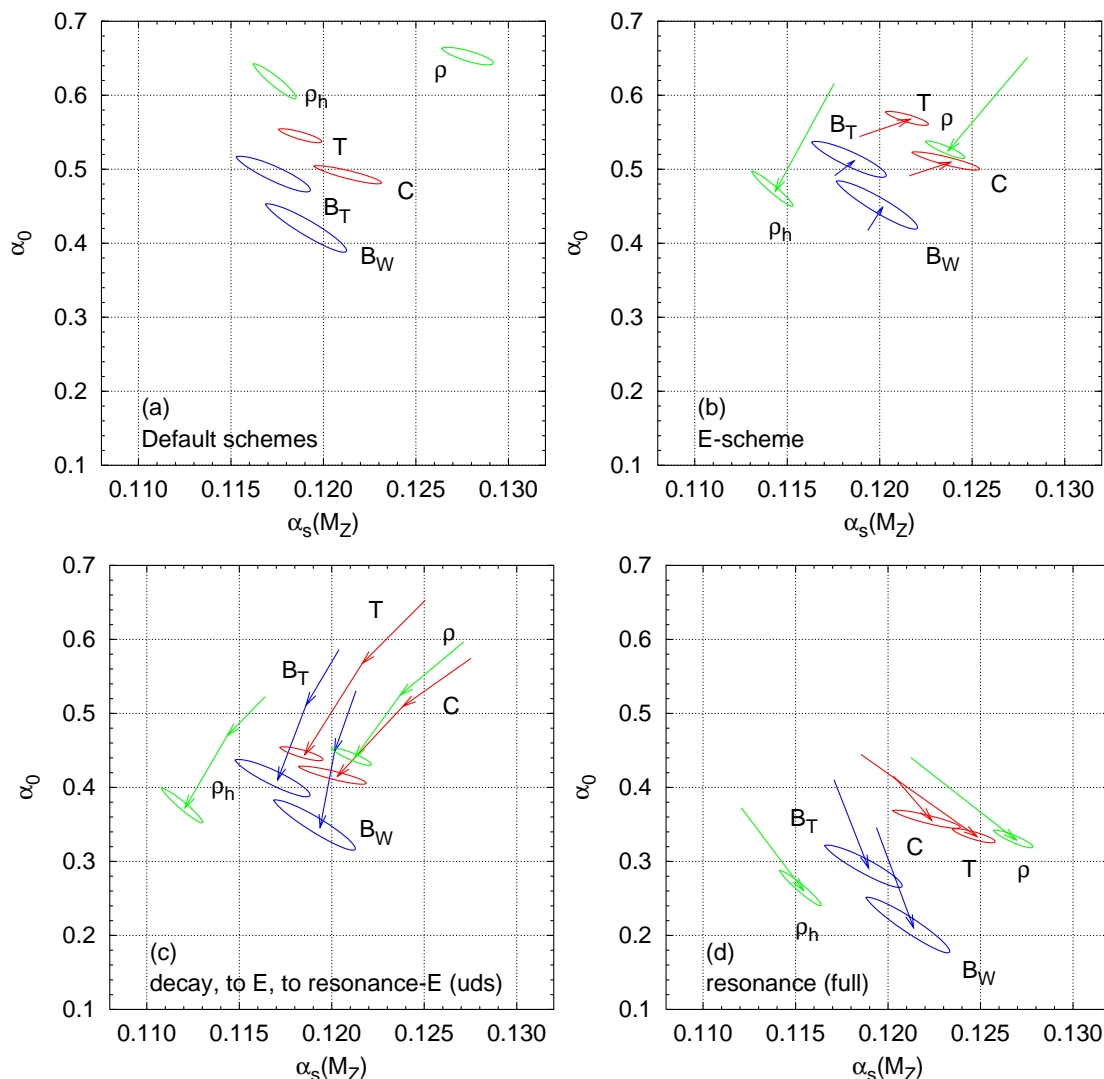 0.7
0.6
0.5
0.4
0.3
0.2
0.1
α0
ρ
ρh
T
C
BT
BW
(a)
Default schemes
0.110 0.115 0.120 0.125 0.130
αs(MZ)
0.7
0.6
0.5
0.4
0.3
0.2
0.1
α0
T
BT
ρ
C
ρh
BW
(b)
E-scheme
0.110 0.115 0.120 0.125 0.130
αs(MZ)
0.7
0.6
0.5
0.4
0.3
0.2
0.1
α0
T
ρ
BT
C
ρh
BW
(c)
decay, to E, to resonance-E (uds)
0.110 0.115 0.120 0.125 0.130
αs(MZ)
0.7
0.6
0.5
0.4
0.3
0.2
0.1
α0
BT
C
T
ρ
ρh
BW
(d)
resonance (full)
0.110 0.115 0.120 0.125 0.130
αs(MZ)